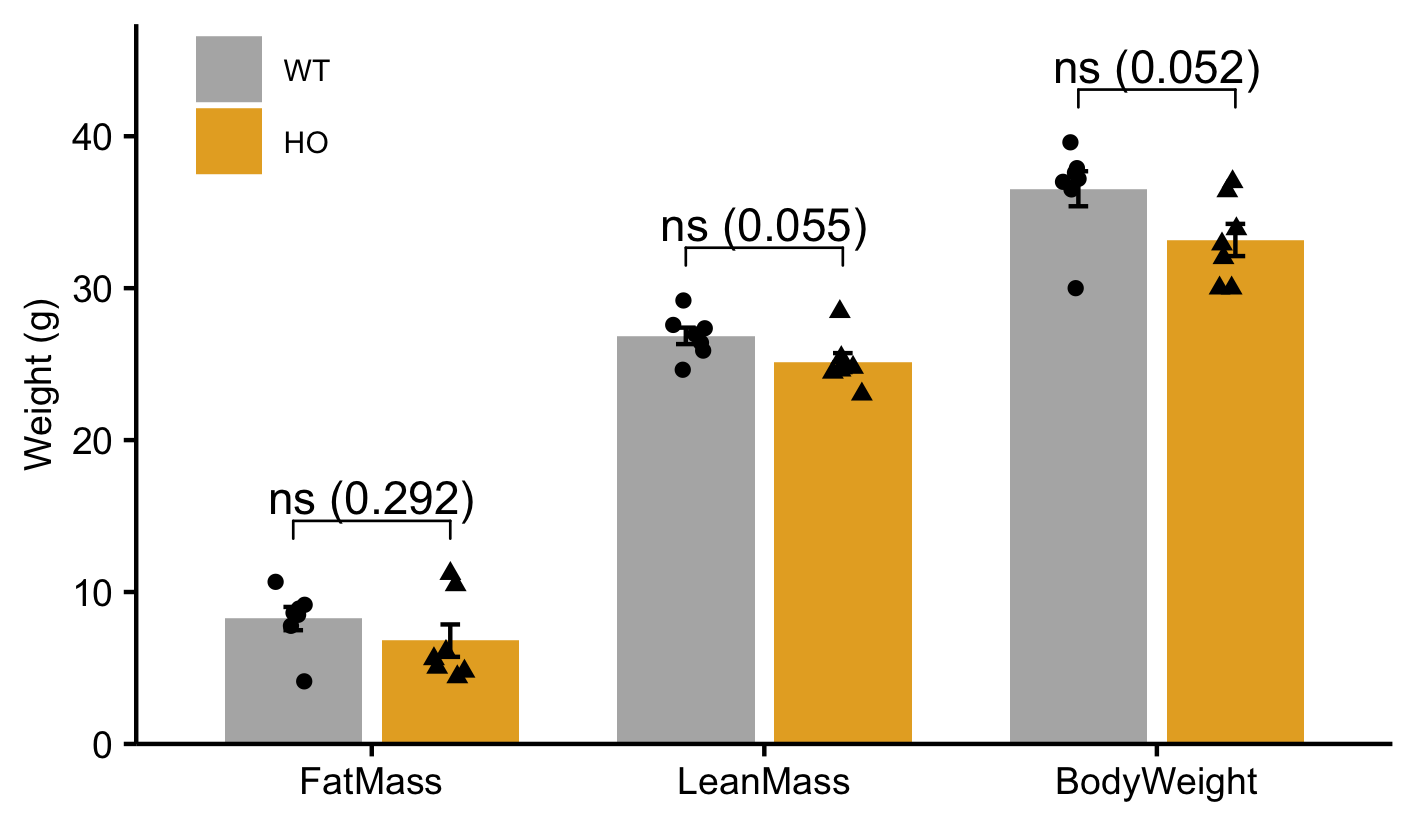 WT
HO
ns (0.052)
ns (0.055)
ns (0.292)
Weight (g)
40
30
20
10
0
FatMass LeanMass BodyWeight